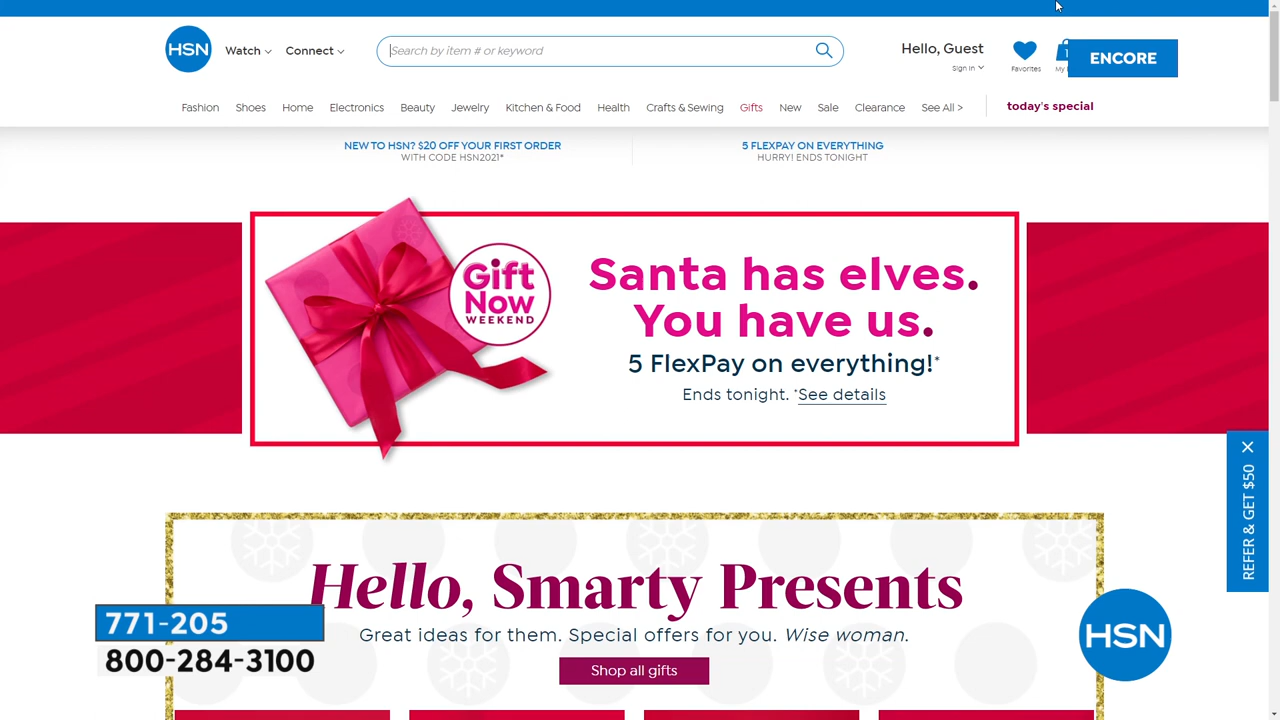 HSN
Watch
Connect
Search by item # or keyword
Hello, Guest
Sign in
Favorites
My
1
ENCORE
Fashion
Shoes
Home
Electronics
Beauty
Jewelry
Kitchen & Food
Health
Crafts & Sewing
Gifts
New
Sale
Clearance
See All >
today's special
NEW TO HSN? $20 OFF YOUR FIRST ORDER
WITH CODE HSN2021*
5 FLEXPAY ON EVERYTHING
HURRY! ENDS TONIGHT
Gift
Now
WEEKEND
Santa has elves.
You have us.
5 FlexPay on everything!*
Ends tonight. *See details
REFER & GET $50
Hello, Smarty Presents
Great ideas for them. Special offers for you. Wise woman.
Shop all gifts
771-205
800-284-3100
HSN